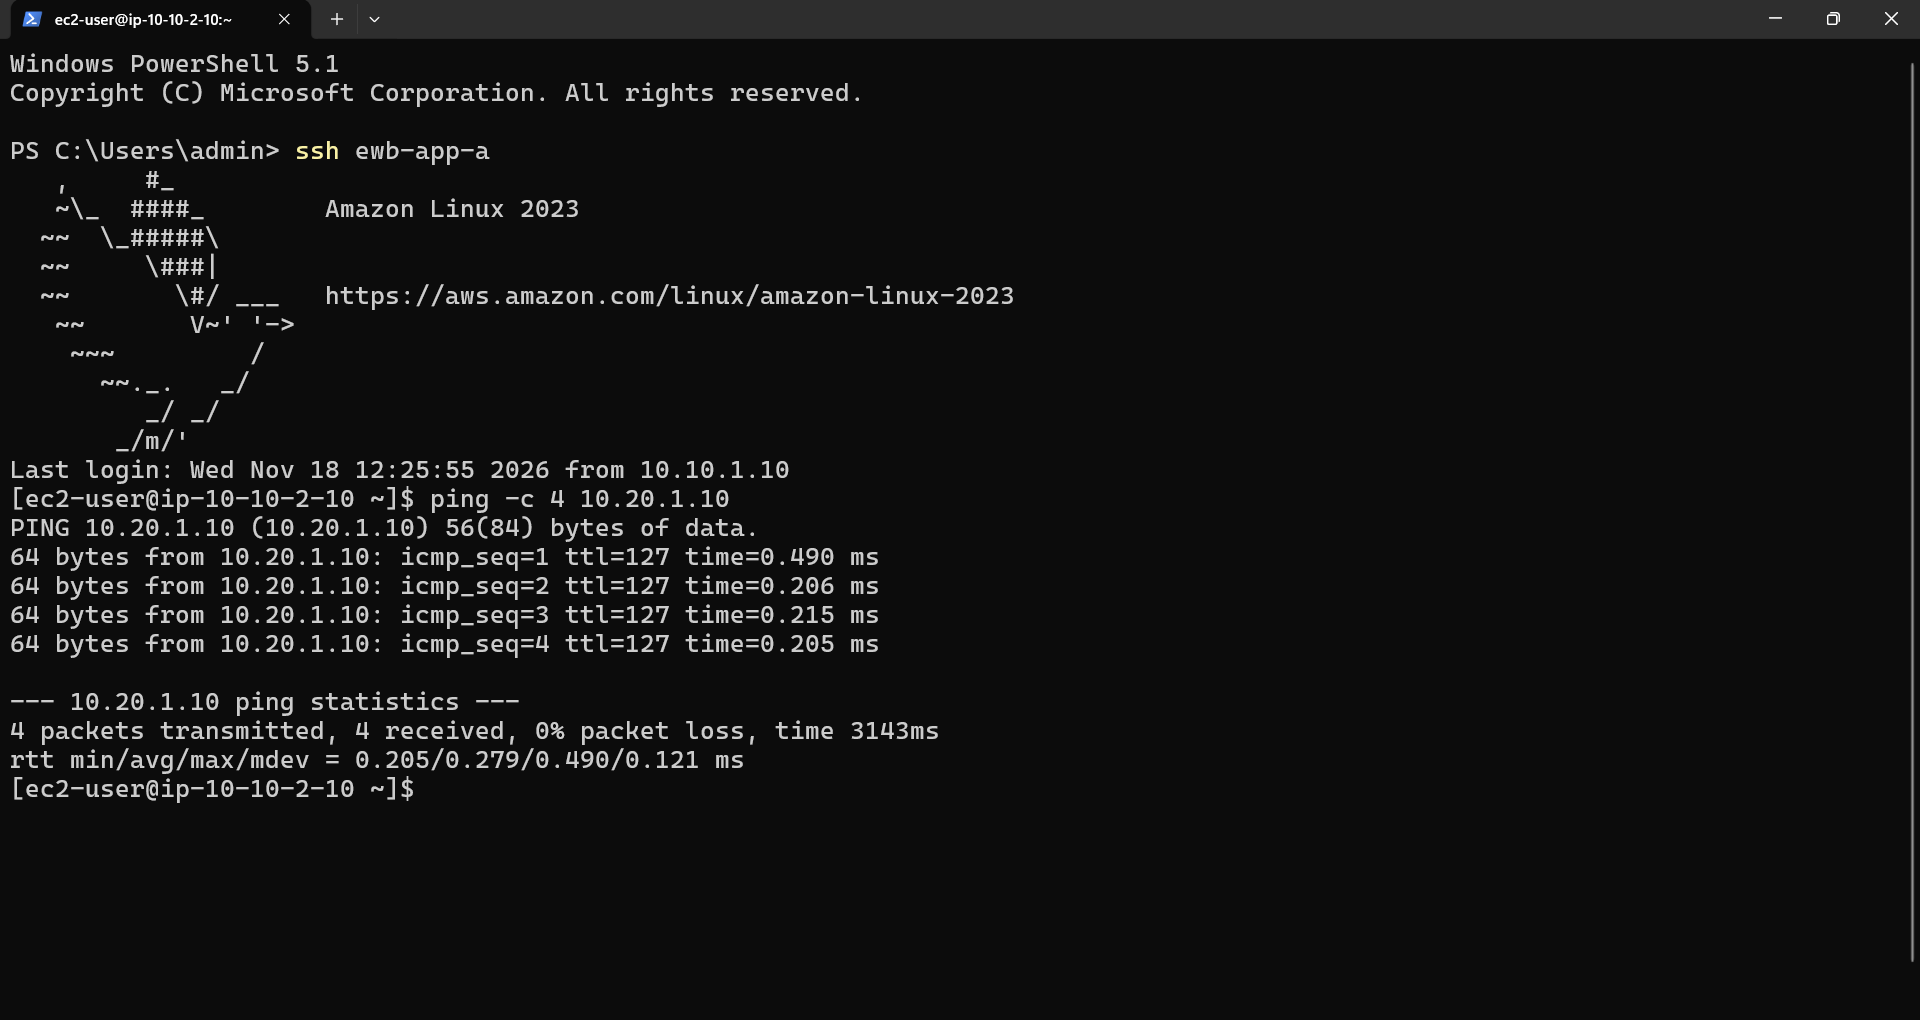 ec2-user@ip-10-10-2-10:~
Windows PowerShell 5.1
Copyright (C) Microsoft Corporation. All rights reserved.

PS C:\Users\admin> ssh ewb-app-a
   ,     #_
   ~\_  ####_        Amazon Linux 2023
  ~~  \_#####\
  ~~     \###|
  ~~       \#/ ___   https://aws.amazon.com/linux/amazon-linux-2023
   ~~       V~' '->
    ~~~         /
      ~~._.   _/
         _/ _/
       _/m/'
Last login: Wed Nov 18 12:25:55 2026 from 10.10.1.10
[ec2-user@ip-10-10-2-10 ~]$ ping -c 4 10.20.1.10
PING 10.20.1.10 (10.20.1.10) 56(84) bytes of data.
64 bytes from 10.20.1.10: icmp_seq=1 ttl=127 time=0.490 ms
64 bytes from 10.20.1.10: icmp_seq=2 ttl=127 time=0.206 ms
64 bytes from 10.20.1.10: icmp_seq=3 ttl=127 time=0.215 ms
64 bytes from 10.20.1.10: icmp_seq=4 ttl=127 time=0.205 ms

--- 10.20.1.10 ping statistics ---
4 packets transmitted, 4 received, 0% packet loss, time 3143ms
rtt min/avg/max/mdev = 0.205/0.279/0.490/0.121 ms
[ec2-user@ip-10-10-2-10 ~]$